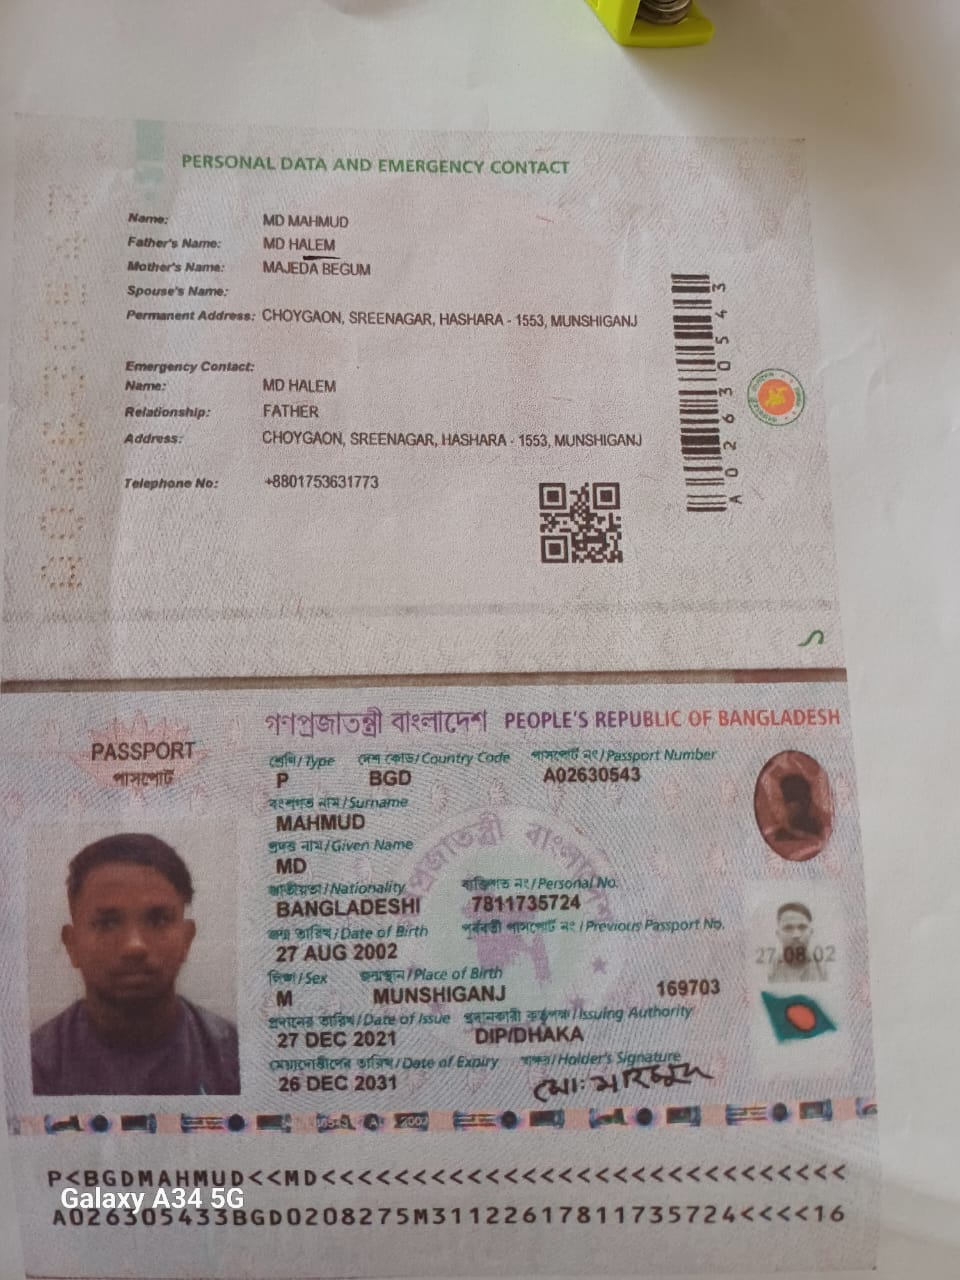 PERSONAL DATA AND EMERGENCY CONTACT
Name: MD MAHMUD
Father's Name: MD HALEM
Mother's Name: MAJEDA BEGUM
Spouse's Name:
Permanent Address: CHOYGAON, SREENAGAR, HASHARA - 1553, MUNSHIGANJ
Emergency Contact:
Name: MD HALEM
Relationship: FATHER
Address: CHOYGAON, SREENAGAR, HASHARA - 1553, MUNSHIGANJ
Telephone No: +8801753631773
A02630543
গণপ্রজাতন্ত্রী বাংলাদেশ PEOPLE'S REPUBLIC OF BANGLADESH
PASSPORT
পাসপোর্ট
শ্রেণি/Type দেশ কোড/Country Code পাসপোর্ট নং/Passport Number
P BGD A02630543
বংশগত নাম/Surname
MAHMUD
প্রদত্ত নাম/Given Name
MD
জাতীয়তা/Nationality ব্যক্তিগত নং/Personal No.
BANGLADESHI 7811735724
জন্ম তারিখ/Date of Birth পূর্ববর্তী পাসপোর্ট নং/Previous Passport No.
27 AUG 2002
27.08.02
লিঙ্গ/Sex জন্মস্থান/Place of Birth
M MUNSHIGANJ 169703
প্রদানের তারিখ/Date of Issue প্রদানকারী কর্তৃপক্ষ/Issuing Authority
27 DEC 2021 DIP/DHAKA
মেয়াদোত্তীর্ণের তারিখ/Date of Expiry স্বাক্ষর/Holder's Signature
26 DEC 2031 মোঃ মাহমুদ
P<BGDMAHMUD<<MD<<<<<<<<<<<<<<<<<<<<<<<<<<<<<
A026305433BGD0208275M31122617811735724<<<<16
Galaxy A34 5G